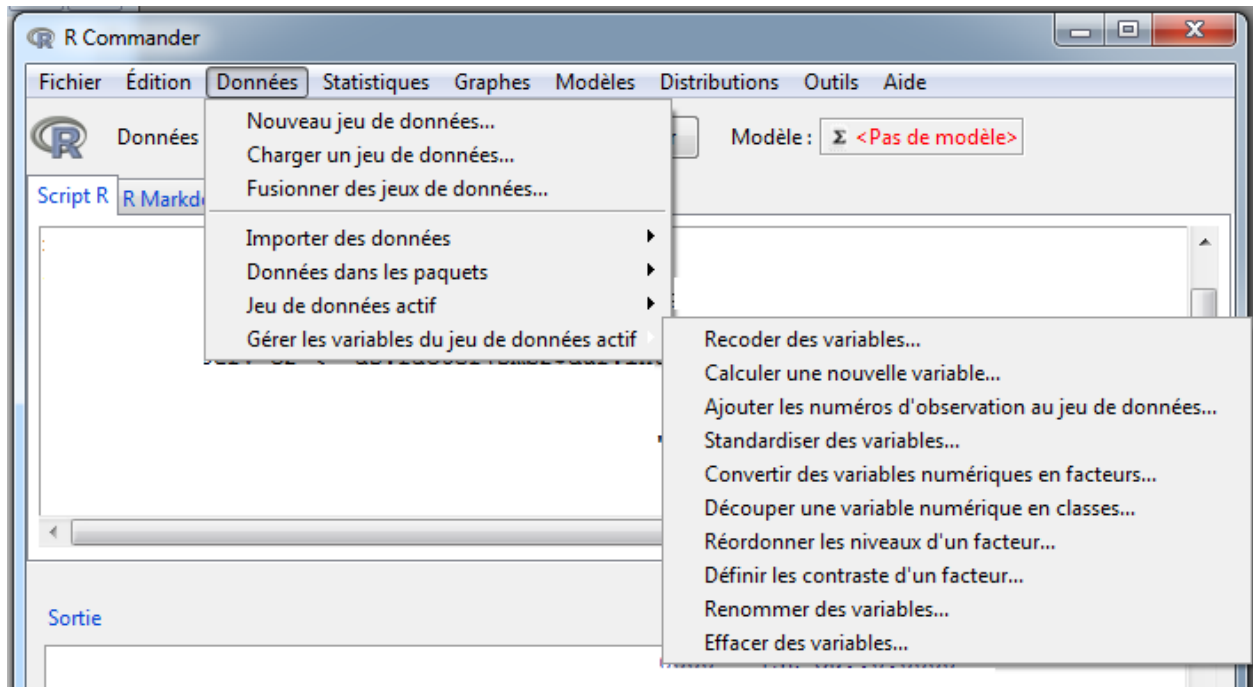 R Commander
Fichier Édition Données Statistiques Graphes Modèles Distributions Outils Aide
Données
Modèle : Σ <Pas de modèle>
Script R
Nouveau jeu de données...
Charger un jeu de données...
Fusionner des jeux de données...
Importer des données
Données dans les paquets
Jeu de données actif
Gérer les variables du jeu de données actif
Recoder des variables...
Calculer une nouvelle variable...
Ajouter les numéros d'observation au jeu de données...
Standardiser des variables...
Convertir des variables numériques en facteurs...
Découper une variable numérique en classes...
Réordonner les niveaux d'un facteur...
Définir les contraste d'un facteur...
Renommer des variables...
Effacer des variables...
Sortie